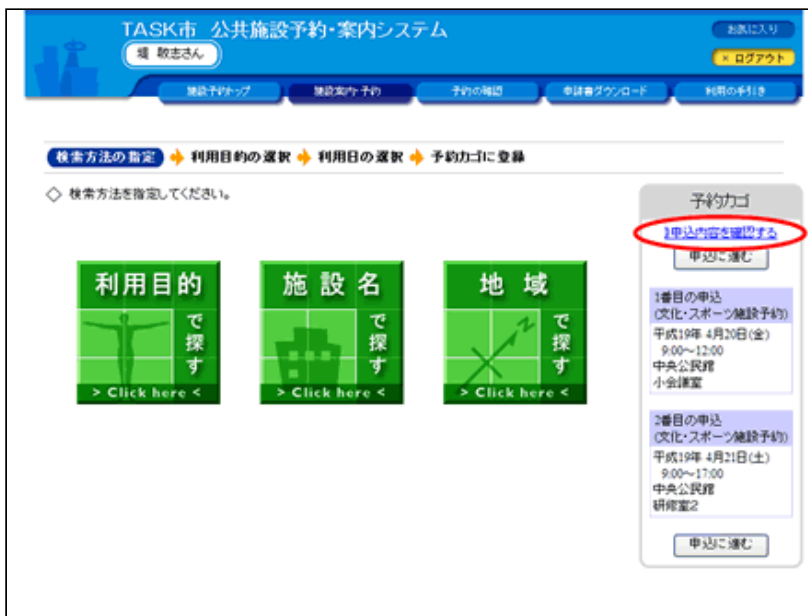 TASK市 公共施設予約・案内システム
お気に入り
堀 敬志さん
× ログアウト
施設予約トップ
施設案内・予約
予約の確認
申請書ダウンロード
利用の手引き
検索方法の指定 利用目的の選択 利用日の選択 予約カゴに登録
◇ 検索方法を指定してください。
利用目的
で探す
> Click here <
施設名
で探す
> Click here <
地域
で探す
> Click here <
予約カゴ
申込内容を確認する
申込に進む
1番目の申込
(文化・スポーツ施設予約)
平成19年 4月20日(金)
9:00～12:00
中央公民館
小会議室
2番目の申込
(文化・スポーツ施設予約)
平成19年 4月21日(土)
9:00～17:00
中央公民館
研修室2
申込に進む